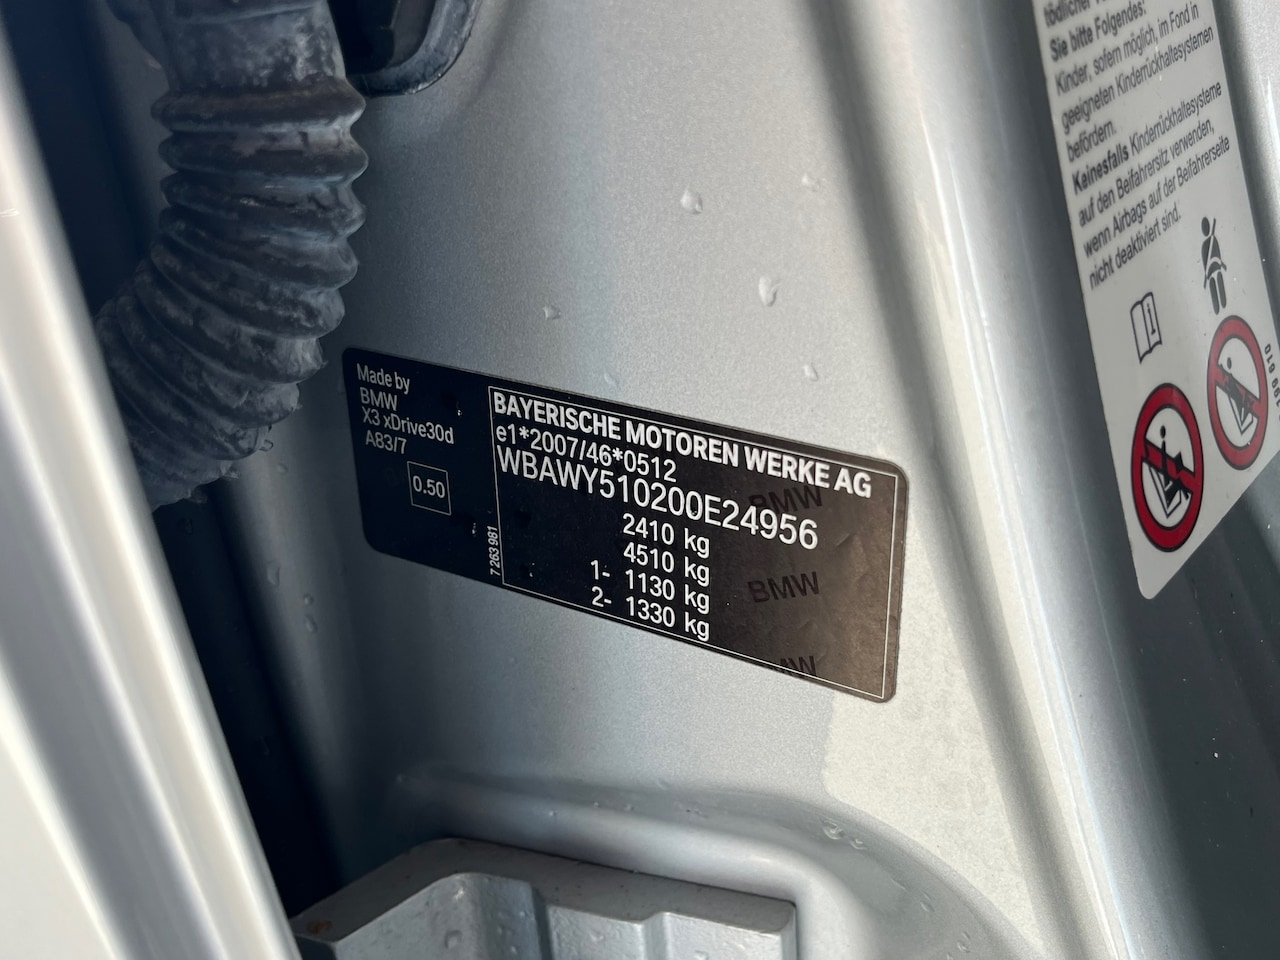 Made by
BMW
X3 xDrive30d
A83/7
0.50
7 263 981
BAYERISCHE MOTOREN WERKE AG
e1*2007/46*0512
WBAWY510200E24956
2410 kg
4510 kg
1- 1130 kg
2- 1330 kg
BMW
BMW
tödlicher
Sie bitte Folgendes:
Kinder, sofern möglich, im Fond in
geeigneten Kinderrückhaltesystemen
befördern.
Keinesfalls Kinderrückhaltesysteme
auf den Beifahrersitz verwenden,
wenn Airbags auf der Beifahrerseite
nicht deaktiviert sind.